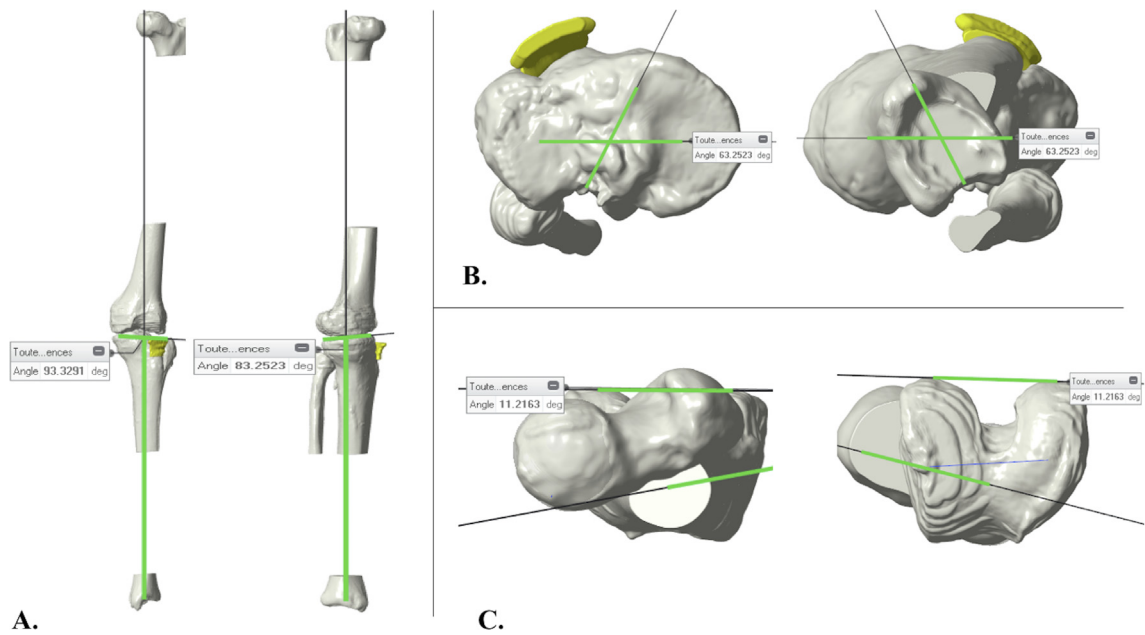 Toute...ences
Angle 93.3291 deg
Toute...ences
Angle 83.2523 deg
A.
Toute...ences
Angle 63.2523 deg
Toute...ences
Angle 63.2523 deg
B.
Toute...ences
Angle 11.2163 deg
Toute...ences
Angle 11.2163 deg
C.